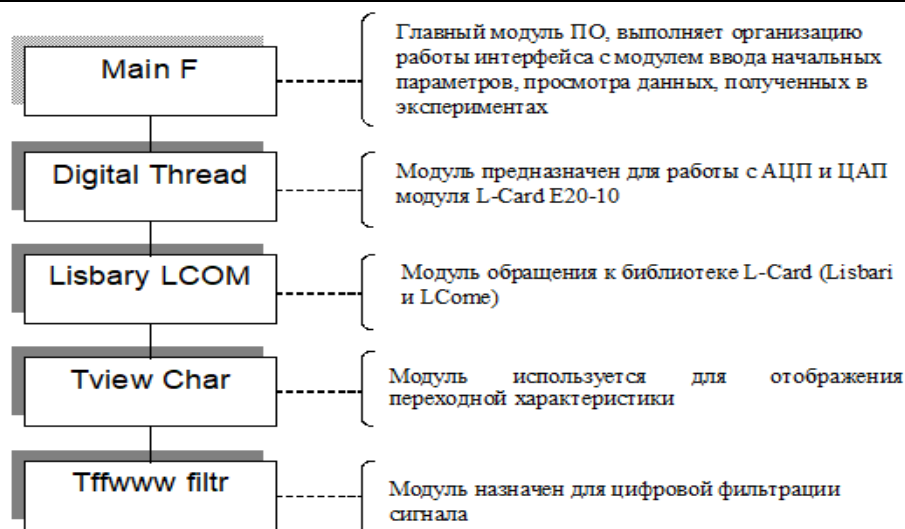 Main F
Главный модуль ПО, выполняет организацию
работы интерфейса с модулем ввода начальных
параметров, просмотра данных, полученных в
экспериментах
Digital Thread
Модуль предназначен для работы с АЦП и ЦАП
модуля L-Card E20-10
Lisbary LCOM
Модуль обращения к библиотеке L-Card (Lisbari
и LCome)
Tview Char
Модуль используется для отображения
переходной характеристики
Tffwww filtr
Модуль назначен для цифровой фильтрации
сигнала